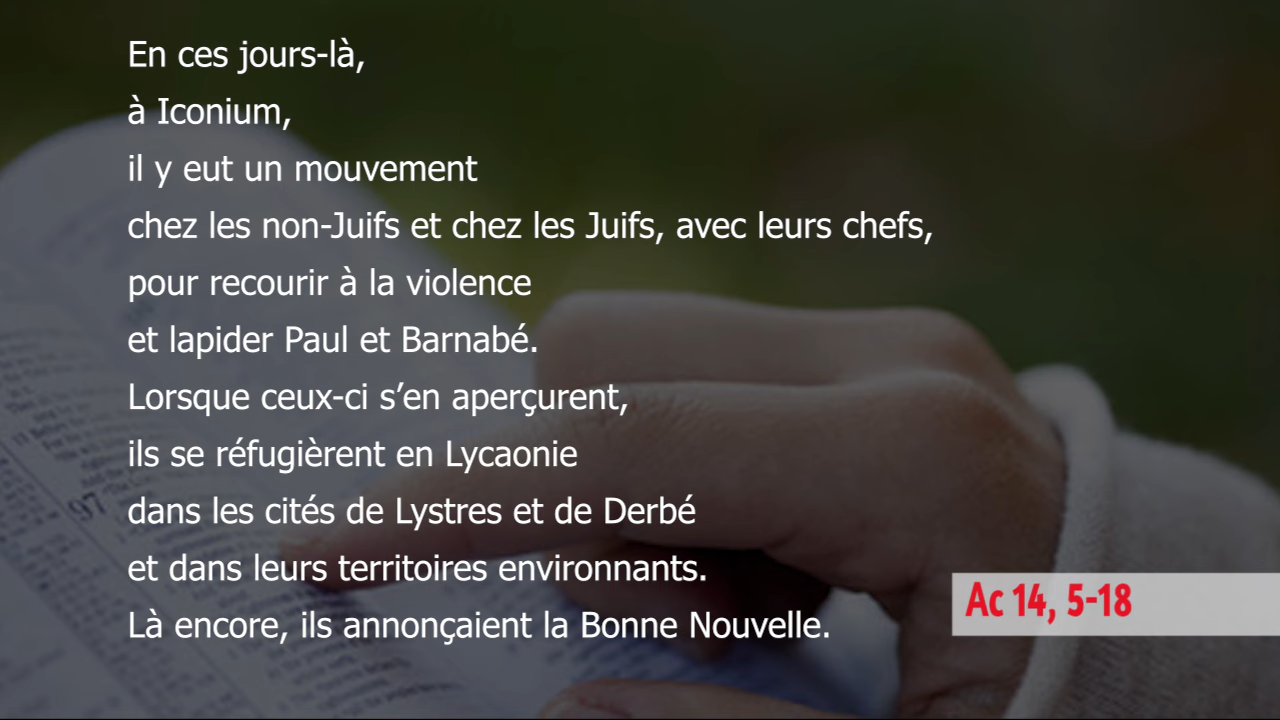 En ces jours-là,
à Iconium,
il y eut un mouvement
chez les non-Juifs et chez les Juifs, avec leurs chefs,
pour recourir à la violence
et lapider Paul et Barnabé.
Lorsque ceux-ci s’en aperçurent,
ils se réfugièrent en Lycaonie
dans les cités de Lystres et de Derbé
et dans leurs territoires environnants.
Là encore, ils annonçaient la Bonne Nouvelle.
Ac 14, 5-18
97